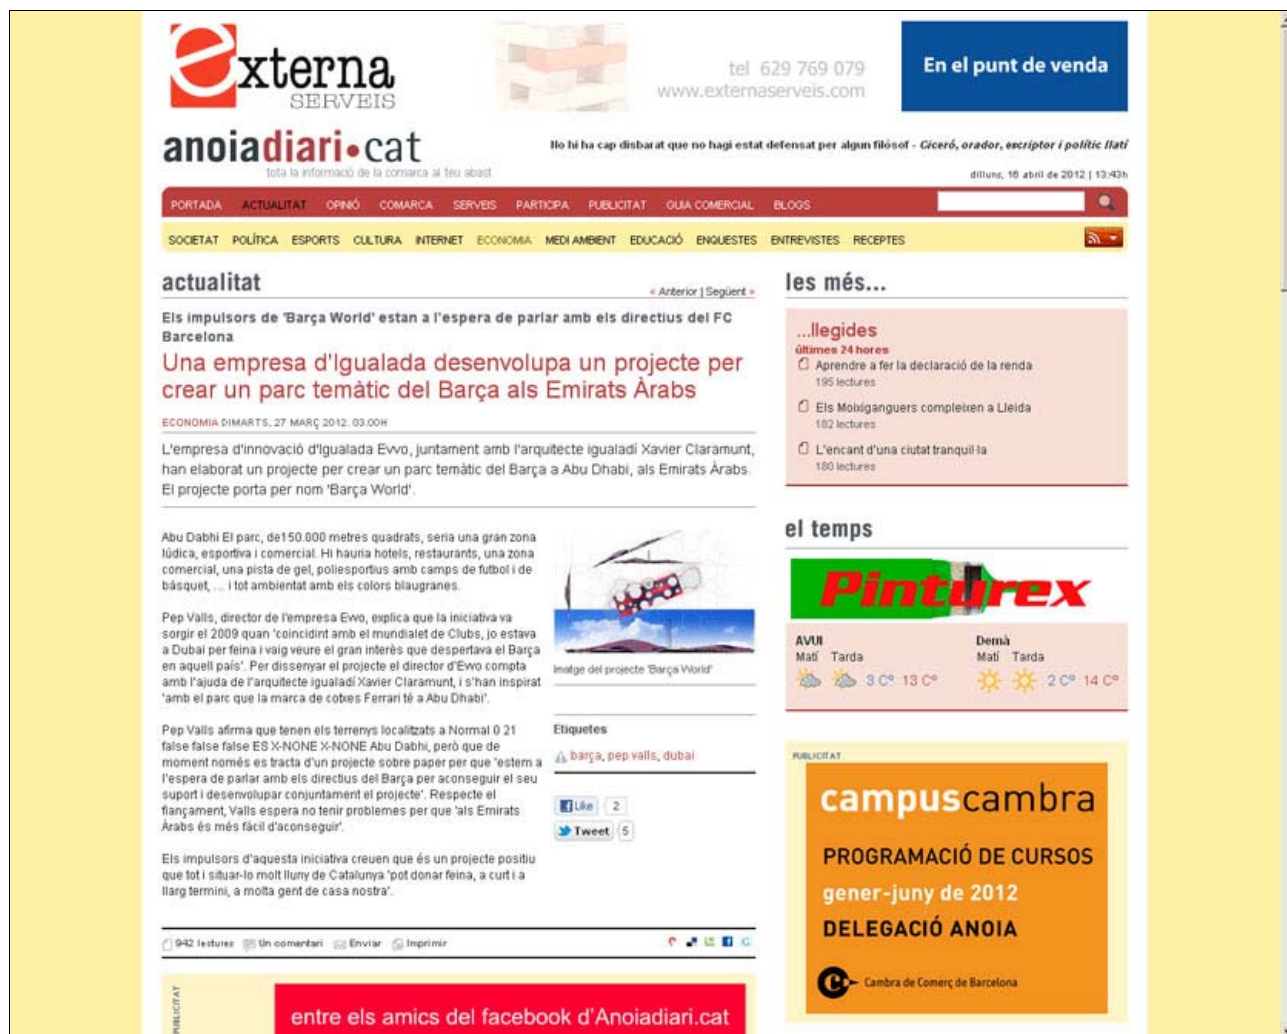 externa
SERVEIS
tel 629 769 079
www.externaserveis.com
En el punt de venda
anoiadiari•cat
tota la informació de la comarca al teu abast
No hi ha cap disbarat que no hagi estat defensat per algun filósof - Ciceró, orador, escriptor i polític llatí
dilluns, 16 abril de 2012 | 13:43h
PORTADA ACTUALITAT OPINIÓ COMARCA SERVEIS PARTICIPA PUBLICITAT GUIA COMERCIAL BLOGS
SOCIETAT POLÍTICA ESPORTS CULTURA INTERNET ECONOMIA MEDI AMBIENT EDUCACIÓ ENQUESTES ENTREVISTES RECEPTES
actualitat
« Anterior | Següent »
Els impulsors de 'Barça World' estan a l'espera de parlar amb els directius del FC
Barcelona
Una empresa d'Igualada desenvolupa un projecte per
crear un parc temàtic del Barça als Emirats Àrabs
ECONOMIA DIMARTS, 27 MARÇ 2012. 03.00H
L'empresa d'innovació d'Igualada Evvo, juntament amb l'arquitecte igualadí Xavier Claramunt,
han elaborat un projecte per crear un parc temàtic del Barça a Abu Dhabi, als Emirats Àrabs.
El projecte porta per nom 'Barça World'.
Abu Dabhi El parc, de150.000 metres quadrats, seria una gran zona
lúdica, esportiva i comercial. Hi hauria hotels, restaurants, una zona
comercial, una pista de gel, poliesportius amb camps de futbol i de
bàsquet, ... i tot ambientat amb els colors blaugranes.
Pep Valls, director de l'empresa Evvo, explica que la iniciativa va
sorgir el 2009 quan 'coincidint amb el mundialet de Clubs, jo estava
a Dubai per feina i vaig veure el gran interès que despertava el Barça
en aquell país'. Per dissenyar el projecte el director d'Evvo compta
amb l'ajuda de l'arquitecte igualadí Xavier Claramunt, i s'han inspirat
'amb el parc que la marca de cotxes Ferrari té a Abu Dhabi'.
Pep Valls afirma que tenen els terrenys localitzats a Normal 0 21
false false false ES X-NONE X-NONE Abu Dabhi, però que de
moment només es tracta d'un projecte sobre paper per que 'estem a
l'espera de parlar amb els directius del Barça per aconseguir el seu
suport i desenvolupar conjuntament el projecte'. Respecte el
fiançament, Valls espera no tenir problemes per que 'als Emirats
Àrabs és més fàcil d'aconseguir'.
Els impulsors d'aquesta iniciativa creuen que és un projecte positiu
que tot i situar-lo molt lluny de Catalunya 'pot donar feina, a curt i a
llarg termini, a molta gent de casa nostra'.
Imatge del projecte 'Barça World'
Etiquetes
barça, pep valls, dubai
Like 2
Tweet 5
942 lectures Un comentari Enviar Imprimir
PUBLICITAT
entre els amics del facebook d'Anoiadiari.cat
les més...
...llegides
últimes 24 hores
Aprendre a fer la declaració de la renda
195 lectures
Els Moixiganguers compleixen a Lleida
182 lectures
L'encant d'una ciutat tranquil·la
180 lectures
el temps
Pinturex
AVUI Demà
Matí Tarda Matí Tarda
3 Cº 13 Cº 2 Cº 14 Cº
PUBLICITAT
campuscambra
PROGRAMACIÓ DE CURSOS
gener-juny de 2012
DELEGACIÓ ANOIA
Cambra de Comerç de Barcelona